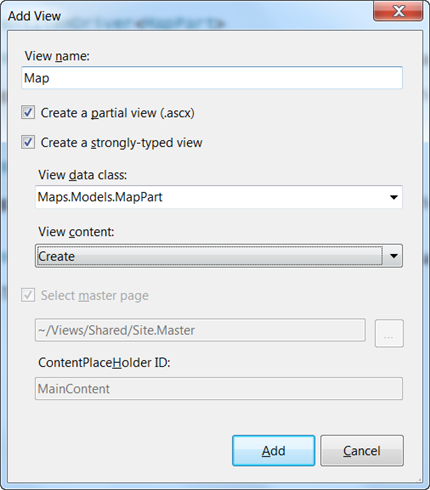 Add View
View name:
Map
Create a partial view (.ascx)
Create a strongly-typed view
View data class:
Maps.Models.MapPart
View content:
Create
Select master page
~/Views/Shared/Site.Master
...
ContentPlaceHolder ID:
MainContent
Add
Cancel